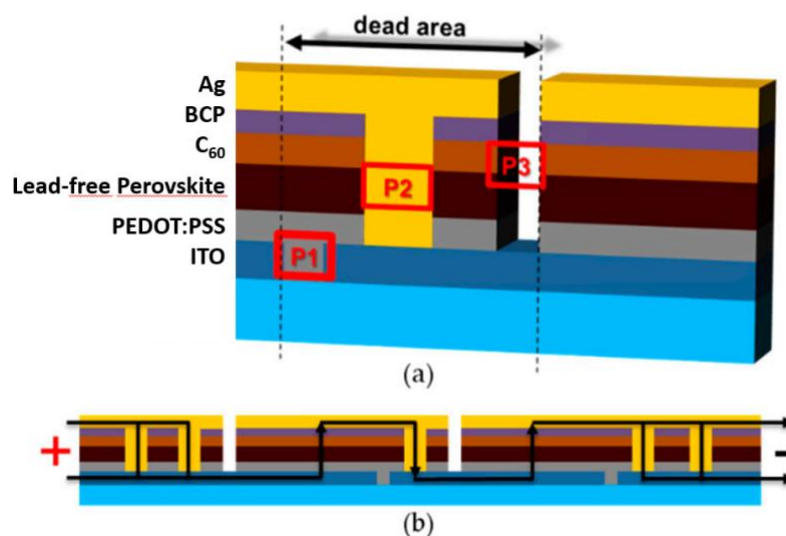 dead area
Ag
BCP
C₆₀
Lead-free Perovskite
PEDOT:PSS
ITO
P1
P2
P3
(a)
+
-
(b)